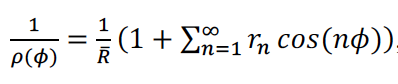 1/ρ(ϕ) = 1/R̄ (1 + ∑_{n=1}^{∞} r_n cos(nϕ)),